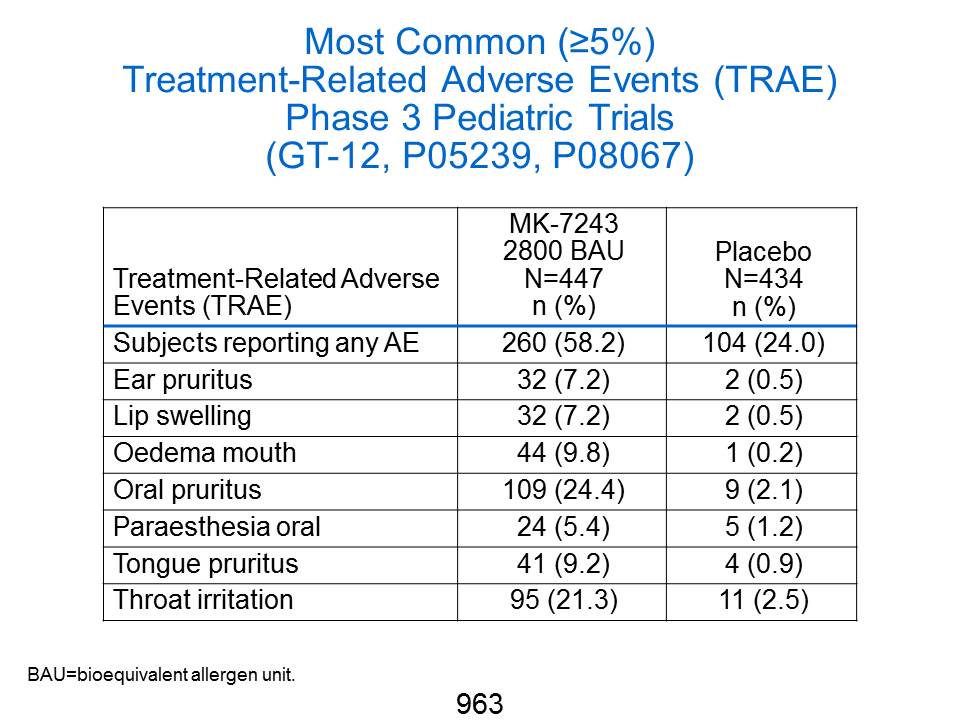 Most Common (≥5%)
Treatment-Related Adverse Events (TRAE)
Phase 3 Pediatric Trials
(GT-12, P05239, P08067)
Treatment-Related Adverse
Events (TRAE)
MK-7243
2800 BAU
N=447
n (%)
Placebo
N=434
n (%)
Subjects reporting any AE 260 (58.2) 104 (24.0)
Ear pruritus 32 (7.2) 2 (0.5)
Lip swelling 32 (7.2) 2 (0.5)
Oedema mouth 44 (9.8) 1 (0.2)
Oral pruritus 109 (24.4) 9 (2.1)
Paraesthesia oral 24 (5.4) 5 (1.2)
Tongue pruritus 41 (9.2) 4 (0.9)
Throat irritation 95 (21.3) 11 (2.5)
BAU=bioequivalent allergen unit.
963